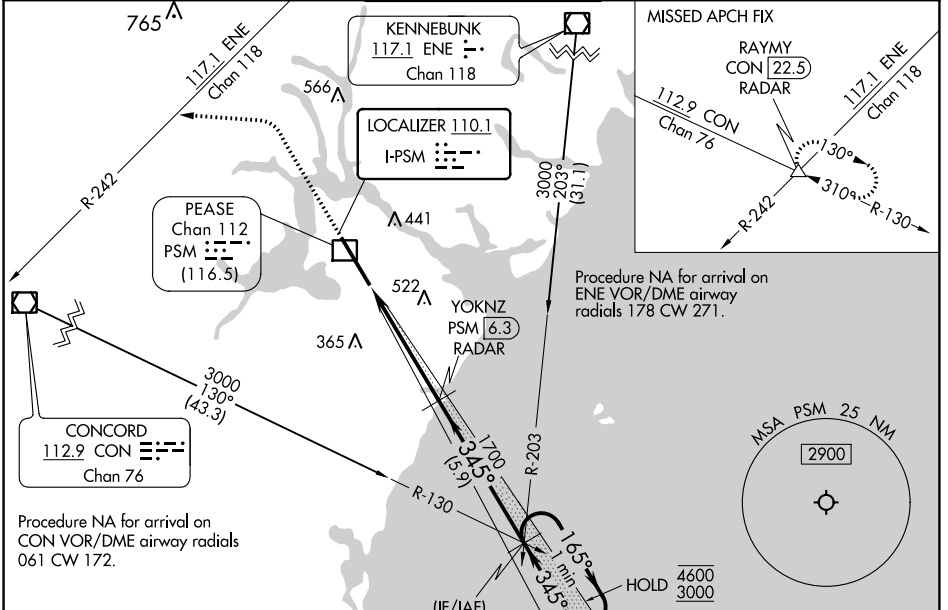 765
117.1 ENE
Chan 118
R-242
KENNEBUNK
117.1 ENE
Chan 118
566
LOCALIZER 110.1
I-PSM
3000
203°
(31.1)
PEASE
Chan 112
PSM
(116.5)
441
522
365
YOKNZ
PSM 6.3
RADAR
MISSED APCH FIX
RAYMY
CON 22.5
RADAR
112.9 CON
Chan 76
117.1 ENE
Chan 118
130°
310°
R-130
R-242
Procedure NA for arrival on
ENE VOR/DME airway
radials 178 CW 271.
3000
130°
(43.3)
CONCORD
112.9 CON
Chan 76
R-130
R-203
1700
345°
(5.9)
MSA PSM 25 NM
2900
Procedure NA for arrival on
CON VOR/DME airway radials
061 CW 172.
165°
1 min
345°
HOLD 4600
3000
(IF/IAF)